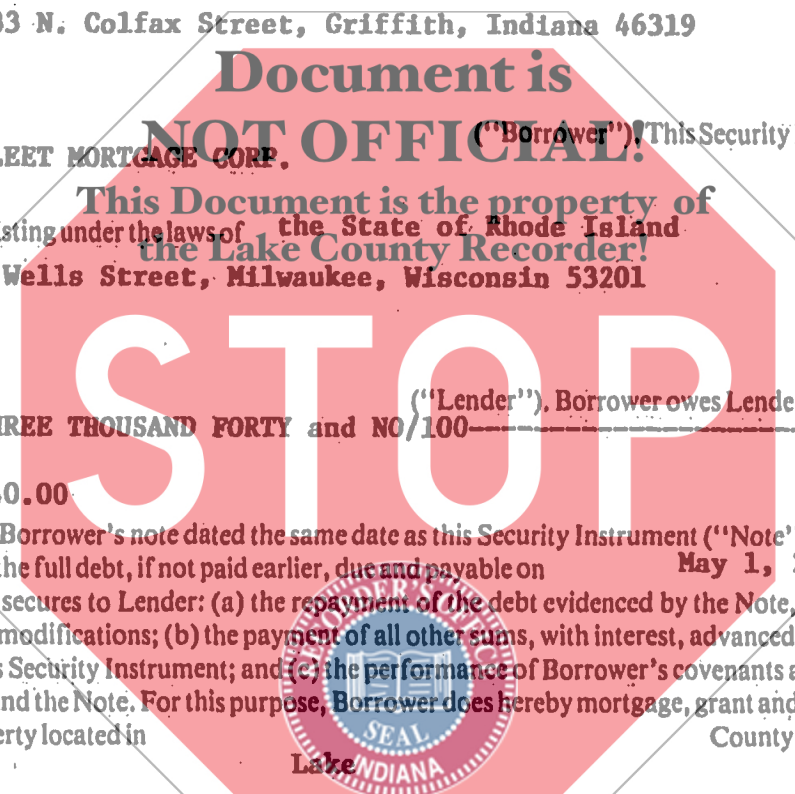 33 N. Colfax Street, Griffith, Indiana 46319
Document is
NOT OFFICIAL!
("Borrower"). This Security
LEET MORTGAGE CORP.
This Document is the property of
sting under the laws of the State of Rhode Island
the Lake County Recorder!
Wells Street, Milwaukee, Wisconsin 53201
STOP
("Lender"). Borrower owes Lende
REE THOUSAND FORTY and NO/100
0.00
Borrower's note dated the same date as this Security Instrument ("Note'
he full debt, if not paid earlier, due and payable on May 1,
secures to Lender: (a) the repayment of the debt evidenced by the Note,
modifications; (b) the payment of all other sums, with interest, advanced
s Security Instrument; and (c) the performance of Borrower's covenants a
nd the Note. For this purpose, Borrower does hereby mortgage, grant and
erty located in County
Lake
SEAL
INDIANA